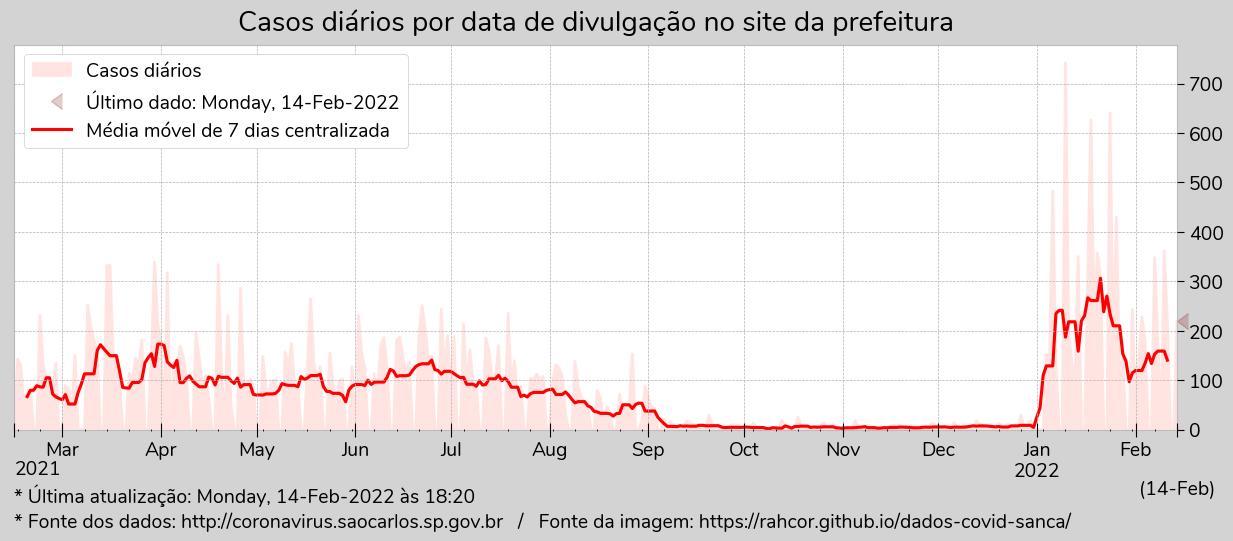 Casos diários por data de divulgação no site da prefeitura
Casos diários
Último dado: Monday, 14-Feb-2022
Média móvel de 7 dias centralizada
700
600
500
400
300
200
100
0
Mar Apr May Jun Jul Aug Sep Oct Nov Dec Jan Feb
2021 2022
(14-Feb)
* Última atualização: Monday, 14-Feb-2022 às 18:20
* Fonte dos dados: http://coronavirus.saocarlos.sp.gov.br / Fonte da imagem: https://rahcor.github.io/dados-covid-sanca/